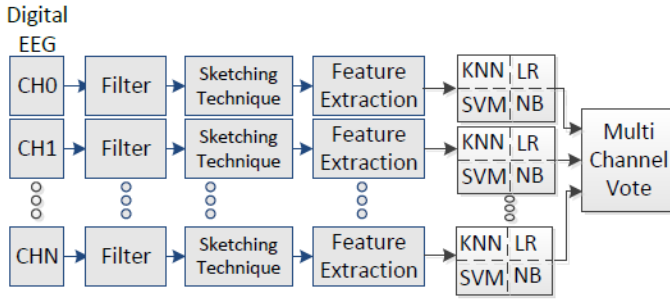 Digital
EEG
CH0
Filter
Sketching
Technique
Feature
Extraction
KNN LR
SVM NB
CH1
Filter
Sketching
Technique
Feature
Extraction
KNN LR
SVM NB
Multi
Channel
Vote
CHN
Filter
Sketching
Technique
Feature
Extraction
KNN LR
SVM NB